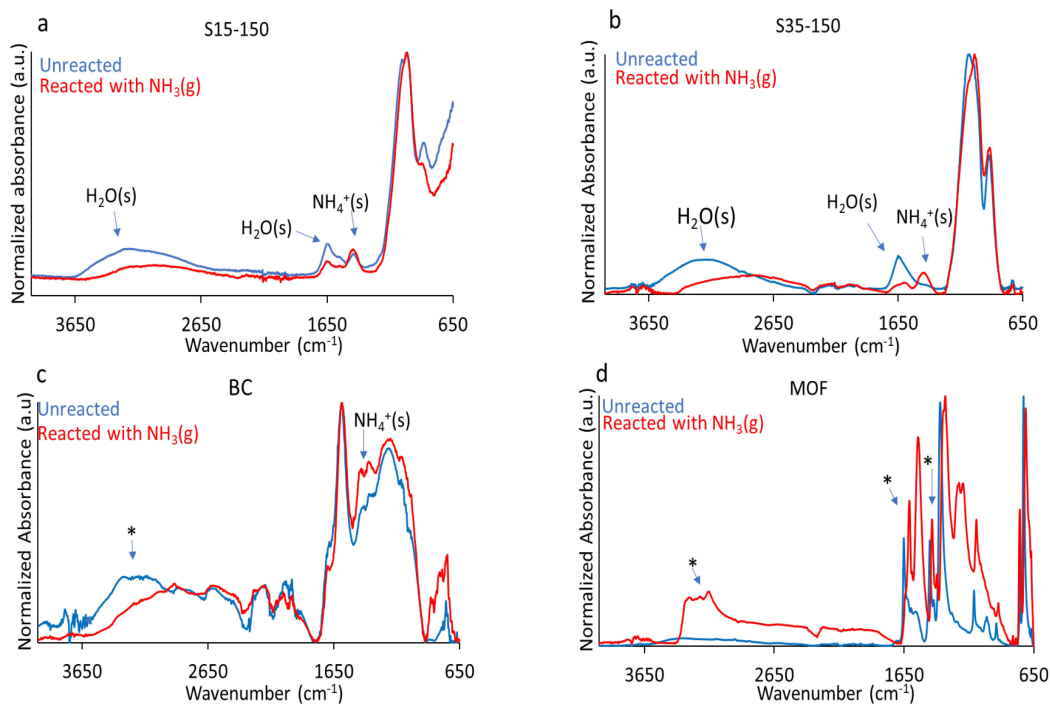 a
S15-150
Unreacted
Reacted with NH₃(g)
H₂O(s)
H₂O(s)
NH₄⁺(s)
Normalized absorbance (a.u.)
3650 2650 1650 650
Wavenumber (cm⁻¹)
b
S35-150
Unreacted
Reacted with NH₃(g)
H₂O(s)
H₂O(s)
NH₄⁺(s)
Normalized Absorbance (a.u.)
3650 2650 1650 650
Wavenumber (cm⁻¹)
c
BC
Unreacted
Reacted with NH₃(g)
NH₄⁺(s)
*
Normalized Absorbance (a.u)
3650 2650 1650 650
Wavenumber (cm⁻¹)
d
MOF
Unreacted
Reacted with NH₃(g)
*
*
*
Normalized Absorbance (a.u.)
3650 2650 1650 650
Wavenumber (cm⁻¹)